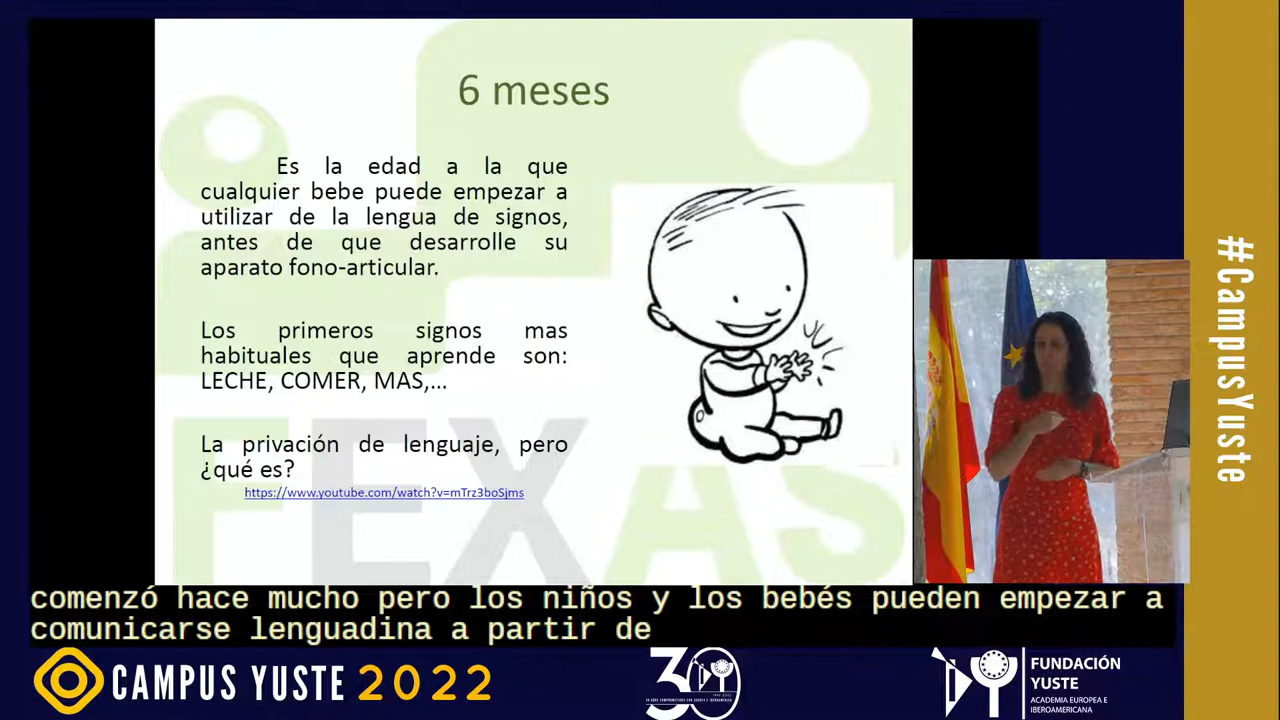 6 meses
Es la edad a la que
cualquier bebe puede empezar a
utilizar de la lengua de signos,
antes de que desarrolle su
aparato fono-articular.
Los primeros signos mas
habituales que aprende son:
LECHE, COMER, MAS,...
La privación de lenguaje, pero
¿qué es?
https://www.youtube.com/watch?v=mTrz3boSjms
FEXAS
#CampusYuste
comenzó hace mucho pero los niños y los bebés pueden empezar a
comunicarse lenguadina a partir de
CAMPUS YUSTE 2022
30
FUNDACIÓN
YUSTE
ACADEMIA EUROPEA E
IBEROAMERICANA